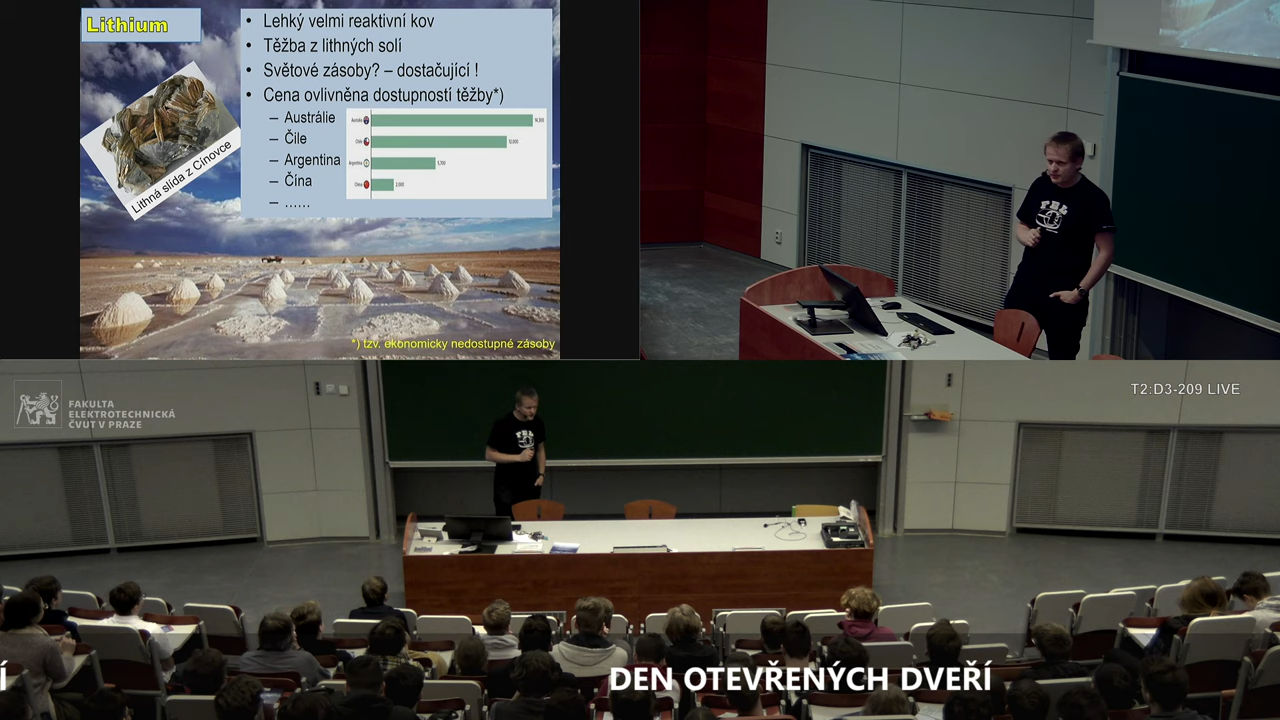 Lithium
• Lehký velmi reaktivní kov
• Těžba z lithných solí
• Světové zásoby? – dostačující !
• Cena ovlivněna dostupností těžby*)
– Austrálie
– Čile
– Argentina
– Čína
– ......
Lithná slída z Cínovce
*) tzv. ekonomicky nedostupné zásoby
FAKULTA
ELEKTROTECHNICKÁ
ČVUT V PRAZE
T2:D3-209 LIVE
Í
DEN OTEVŘENÝCH DVEŘÍ